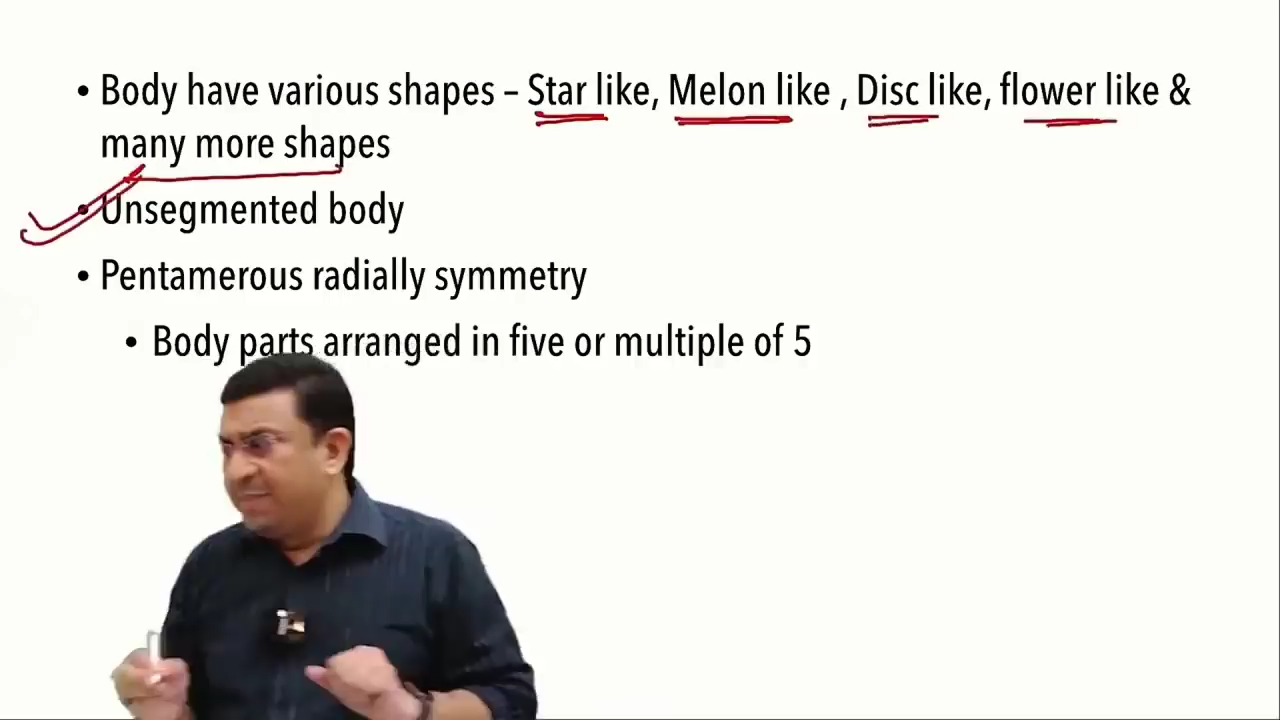 • Body have various shapes – Star like, Melon like , Disc like, flower like &
many more shapes
• Unsegmented body
• Pentamerous radially symmetry
• Body parts arranged in five or multiple of 5